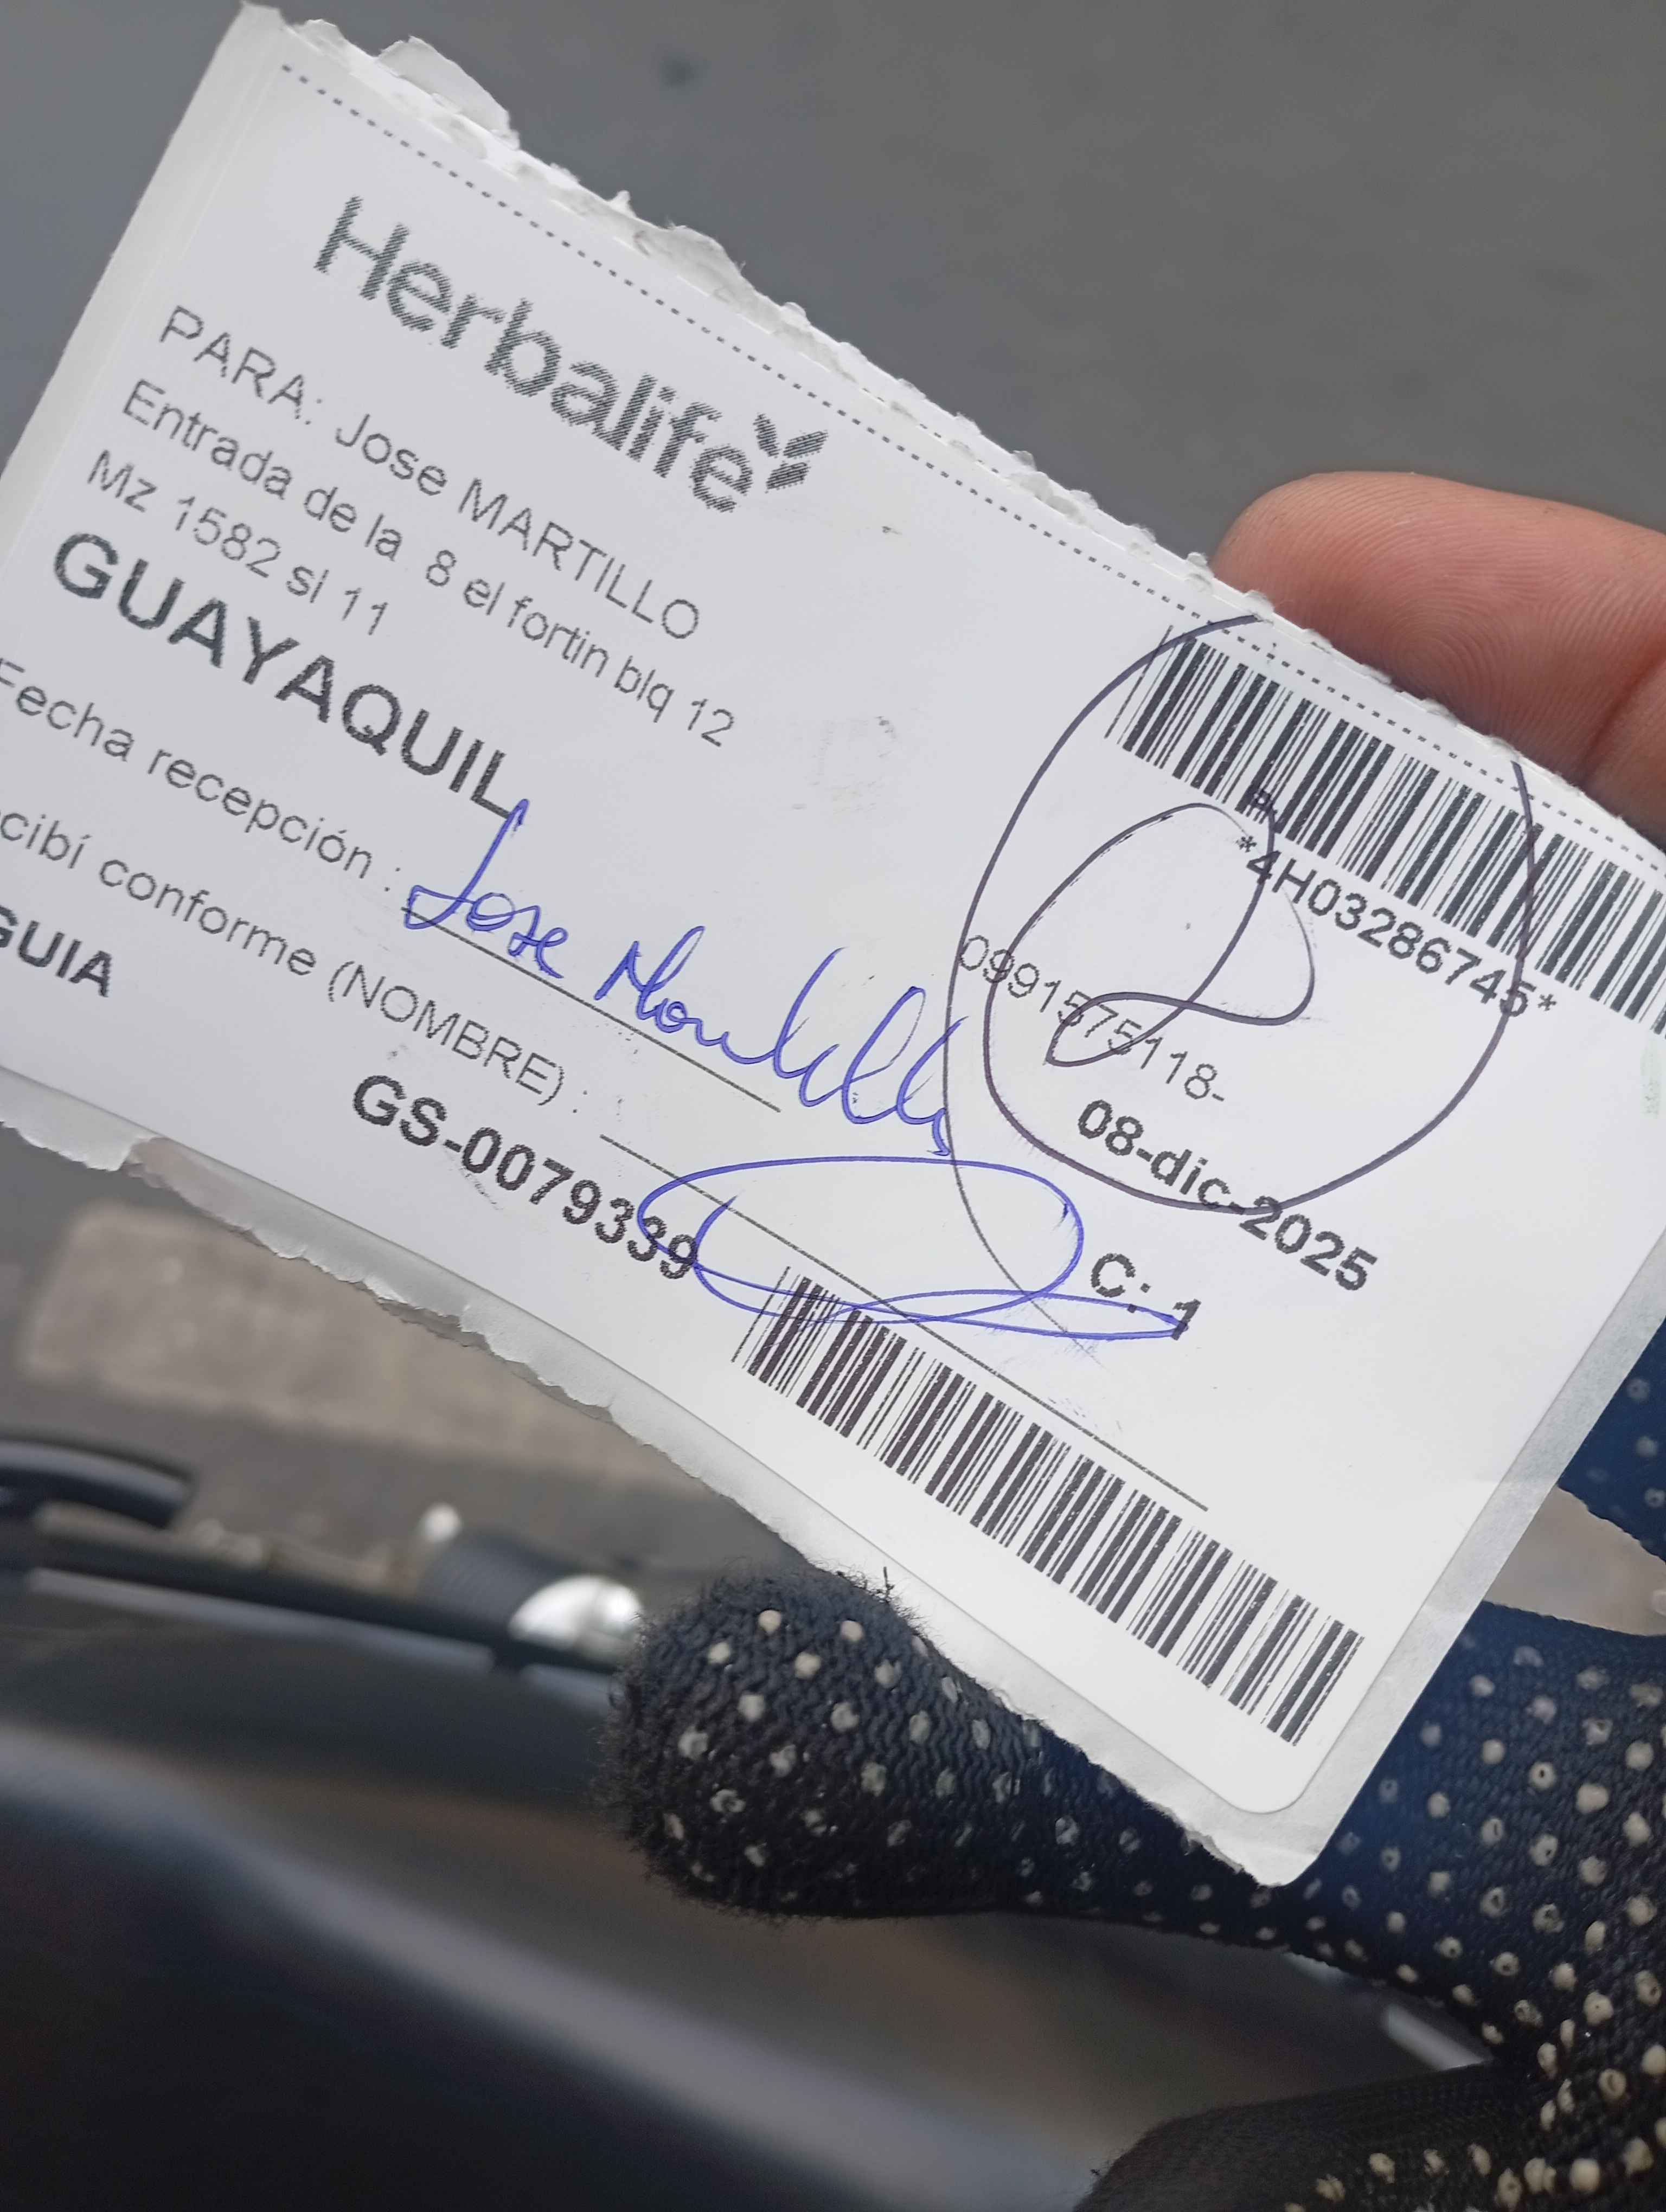 Herbalife
PARA: Jose MARTILLO
Entrada de la 8 el fortin blq 12
Mz 1582 sl 11
GUAYAQUIL
*4H03286745*
0991575118-
08-dic-2025
Fecha recepción :
Jose Martillo
cibí conforme (NOMBRE) :
C: 1
GUIA GS-0079339